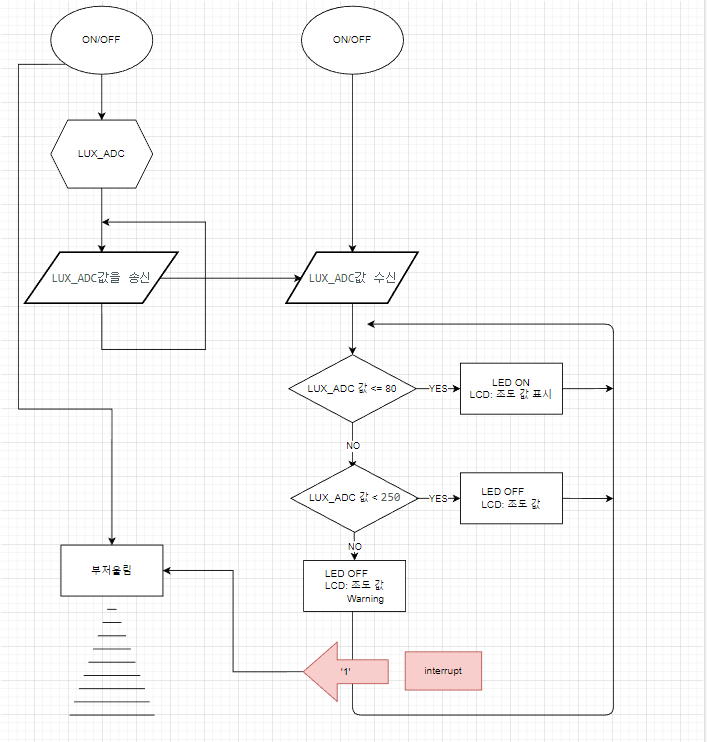 ON/OFF
ON/OFF
LUX_ADC
LUX_ADC값을 송신
LUX_ADC값 수신
LUX_ADC 값 <= 80
YES
LED ON
LCD: 조도 값 표시
NO
LUX_ADC 값 < 250
YES
LED OFF
LCD: 조도 값
NO
부저울림
LED OFF
LCD: 조도 값
Warning
'1'
interrupt